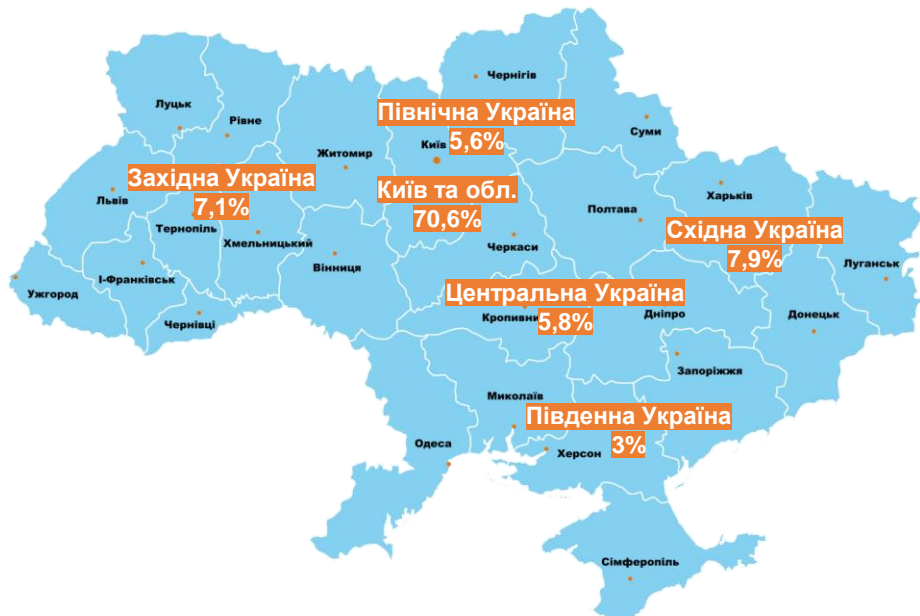 Чернігів
Луцьк
Північна Україна
5,6%
Рівне
Суми
Київ
Житомир
Західна Україна
7,1%
Київ та обл.
70,6%
Харьків
Львів
Полтава
Тернопіль
Хмельницький
Східна Україна
7,9%
Черкаси
Вінниця
Луганськ
І-Франківськ
Ужгород
Центральна Україна
5,8%
Кропивни
Дніпро
Донецьк
Чернівці
Запоріжжя
Миколаїв
Південна Україна
3%
Одеса
Херсон
Сімферопіль